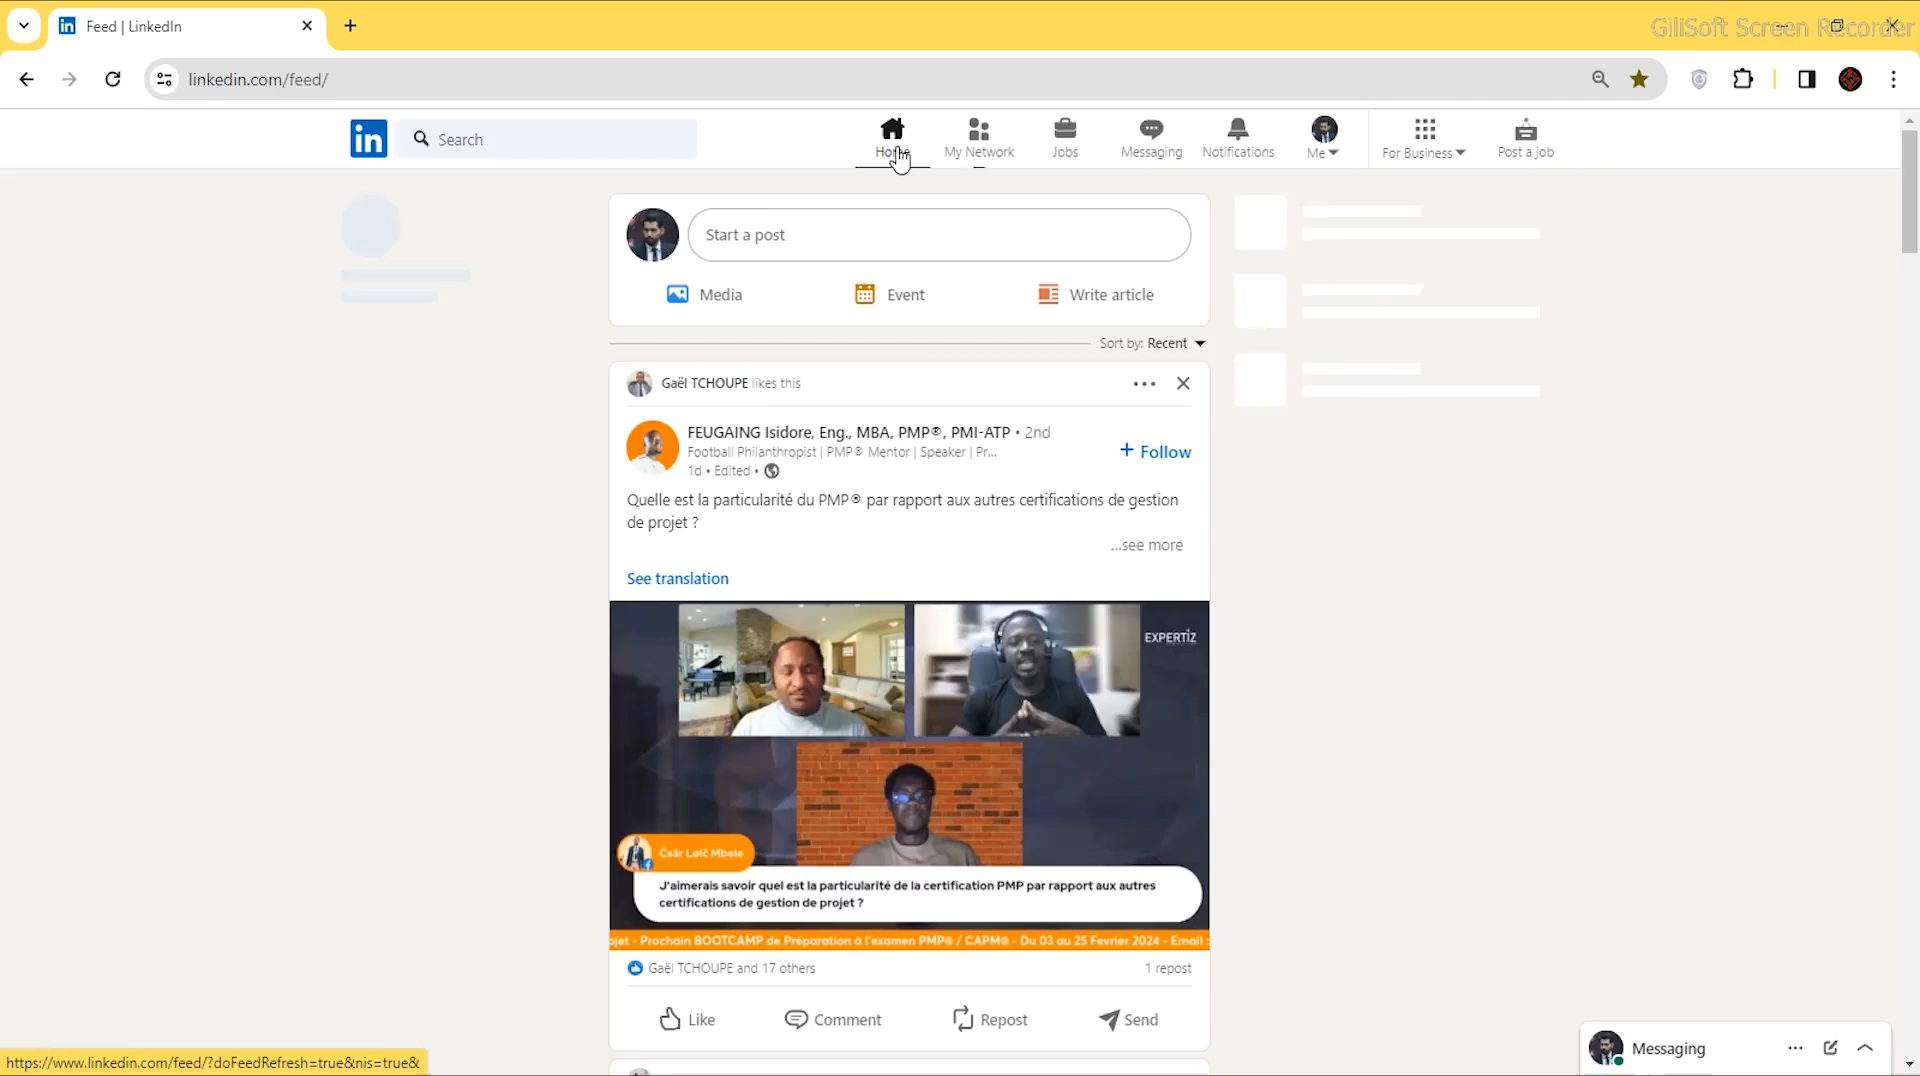 Feed | LinkedIn
GiliSoft Screen Recorder
linkedin.com/feed/
in
Search
Home
My Network
Jobs
Messaging
Notifications
Me
For Business
Post a job
Start a post
Media
Event
Write article
Sort by: Recent
Gaël TCHOUPE likes this
FEUGAING Isidore, Eng., MBA, PMP®, PMI-ATP • 2nd
Football Philanthropist | PMP® Mentor | Speaker | Pr...
+ Follow
1d • Edited •
Quelle est la particularité du PMP® par rapport aux autres certifications de gestion
de projet ?
...see more
See translation
EXPERTIZ
Csär Løïč Mbele
J'aimerais savoir quel est la particularité de la certification PMP par rapport aux autres
certifications de gestion de projet ?
ojet - Prochain BOOTCAMP de Préparation à l'examen PMP® / CAPM® - Du 03 au 25 Fevrier 2024 - Email :
Gaël TCHOUPE and 17 others
1 repost
Like
Comment
Repost
Send
Messaging
https://www.linkedin.com/feed/?doFeedRefresh=true&nis=true&